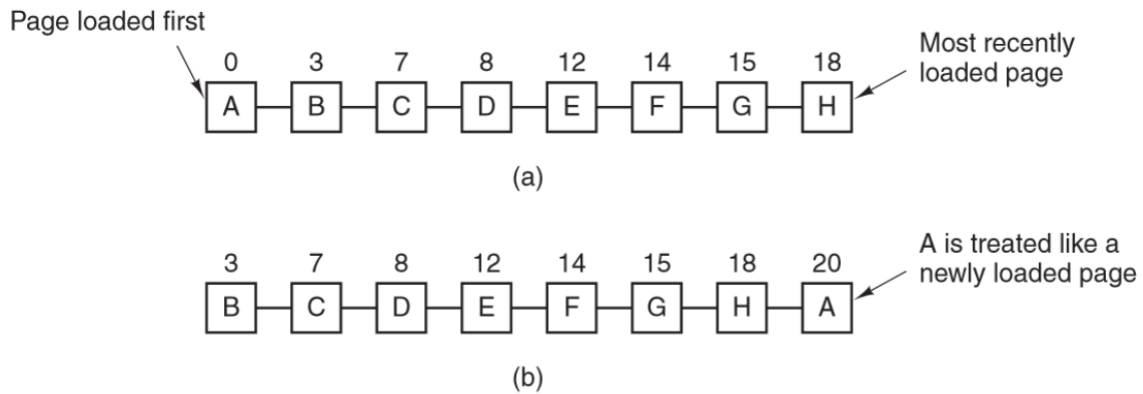 Page loaded first
Most recently
loaded page
0 3 7 8 12 14 15 18
A B C D E F G H
(a)
A is treated like a
newly loaded page
3 7 8 12 14 15 18 20
B C D E F G H A
(b)